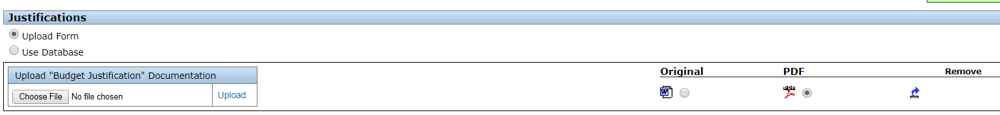 Justifications
Upload Form
Use Database
Upload "Budget Justification" Documentation
Choose File No file chosen Upload
Original PDF Remove